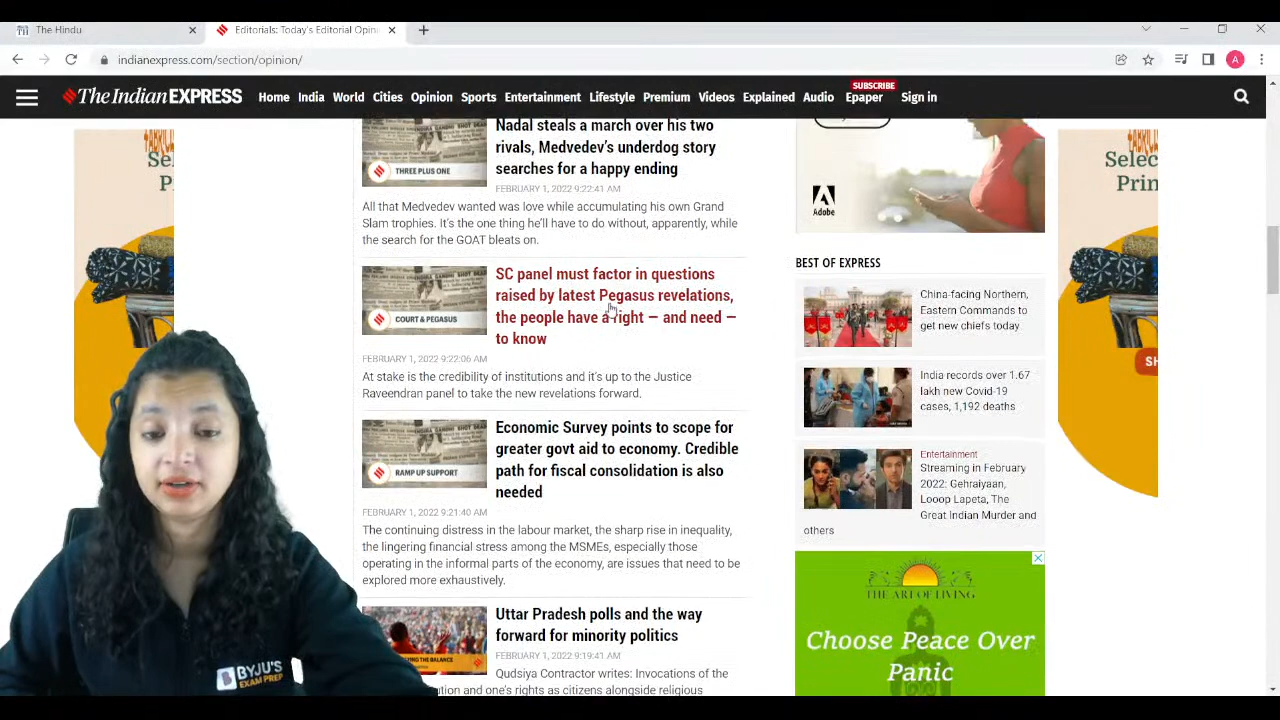 The Hindu
Editorials: Today's Editorial Opin
indianexpress.com/section/opinion/
A
The Indian EXPRESS
Home India World Cities Opinion Sports Entertainment Lifestyle Premium Videos Explained Audio Epaper Sign in
SUBSCRIBE
Nadal steals a march over his two
rivals, Medvedev's underdog story
searches for a happy ending
THREE PLUS ONE
FEBRUARY 1, 2022 9:22:41 AM
All that Medvedev wanted was love while accumulating his own Grand
Slam trophies. It's the one thing he'll have to do without, apparently, while
the search for the GOAT bleats on.
SC panel must factor in questions
raised by latest Pegasus revelations,
the people have a right — and need —
to know
COURT & PEGASUS
FEBRUARY 1, 2022 9:22:06 AM
At stake is the credibility of institutions and it's up to the Justice
Raveendran panel to take the new revelations forward.
Economic Survey points to scope for
greater govt aid to economy. Credible
path for fiscal consolidation is also
needed
RAMP UP SUPPORT
FEBRUARY 1, 2022 9:21:40 AM
The continuing distress in the labour market, the sharp rise in inequality,
the lingering financial stress among the MSMEs, especially those
operating in the informal parts of the economy, are issues that need to be
explored more exhaustively.
Uttar Pradesh polls and the way
forward for minority politics
THE BALANCE
FEBRUARY 1, 2022 9:19:41 AM
Qudsiya Contractor writes: Invocations of the
ution and one's rights as citizens alongside religious
Adobe
BEST OF EXPRESS
China-facing Northern,
Eastern Commands to
get new chiefs today
India records over 1.67
lakh new Covid-19
cases, 1,192 deaths
Entertainment
Streaming in February
2022: Gehraiyaan,
Looop Lapeta, The
Great Indian Murder and
others
THE ART OF LIVING
Choose Peace Over
Panic
Sel
P
Selec
Prin
SH
BYJU'S
EXAM PREP